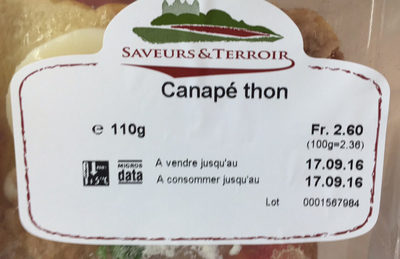 SAVEURS & TERROIR
Canapé thon
℮ 110g
Fr. 2.60
(100g=2.36)
MIGROS
data
A vendre jusqu'au 17.09.16
A consommer jusqu'au 17.09.16
Lot 0001567984